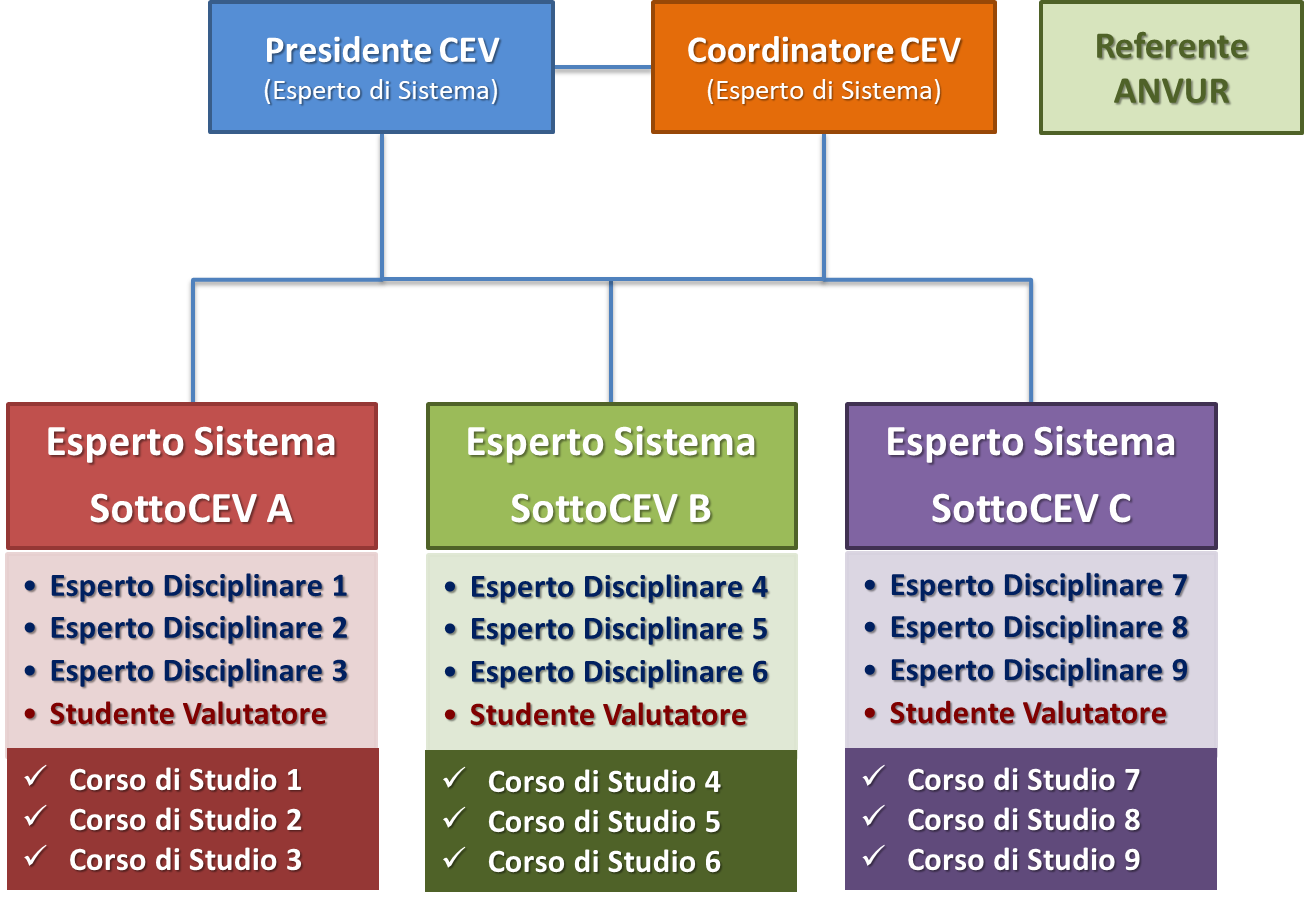 Presidente CEV
(Esperto di Sistema)
Coordinatore CEV
(Esperto di Sistema)
Referente
ANVUR
Esperto Sistema
SottoCEV A
• Esperto Disciplinare 1
• Esperto Disciplinare 2
• Esperto Disciplinare 3
• Studente Valutatore
✓ Corso di Studio 1
✓ Corso di Studio 2
✓ Corso di Studio 3
Esperto Sistema
SottoCEV B
• Esperto Disciplinare 4
• Esperto Disciplinare 5
• Esperto Disciplinare 6
• Studente Valutatore
✓ Corso di Studio 4
✓ Corso di Studio 5
✓ Corso di Studio 6
Esperto Sistema
SottoCEV C
• Esperto Disciplinare 7
• Esperto Disciplinare 8
• Esperto Disciplinare 9
• Studente Valutatore
✓ Corso di Studio 7
✓ Corso di Studio 8
✓ Corso di Studio 9